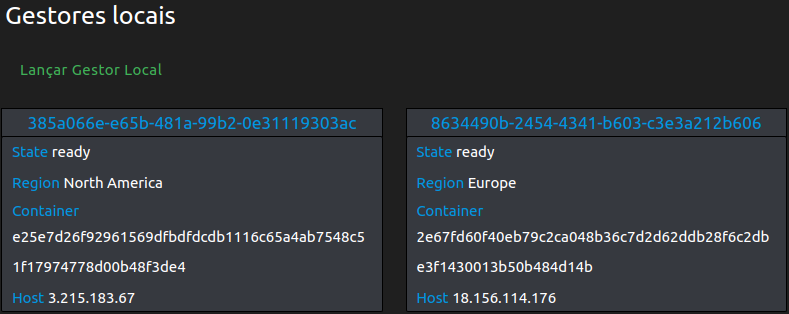 Gestores locais
Lançar Gestor Local
385a066e-e65b-481a-99b2-0e31119303ac
State ready
Region North America
Container
e25e7d26f92961569dfbdfdcdb1116c65a4ab7548c5
1f17974778d00b48f3de4
Host 3.215.183.67
8634490b-2454-4341-b603-c3e3a212b606
State ready
Region Europe
Container
2e67fd60f40eb79c2ca048b36c7d2d62ddb28f6c2db
e3f1430013b50b484d14b
Host 18.156.114.176